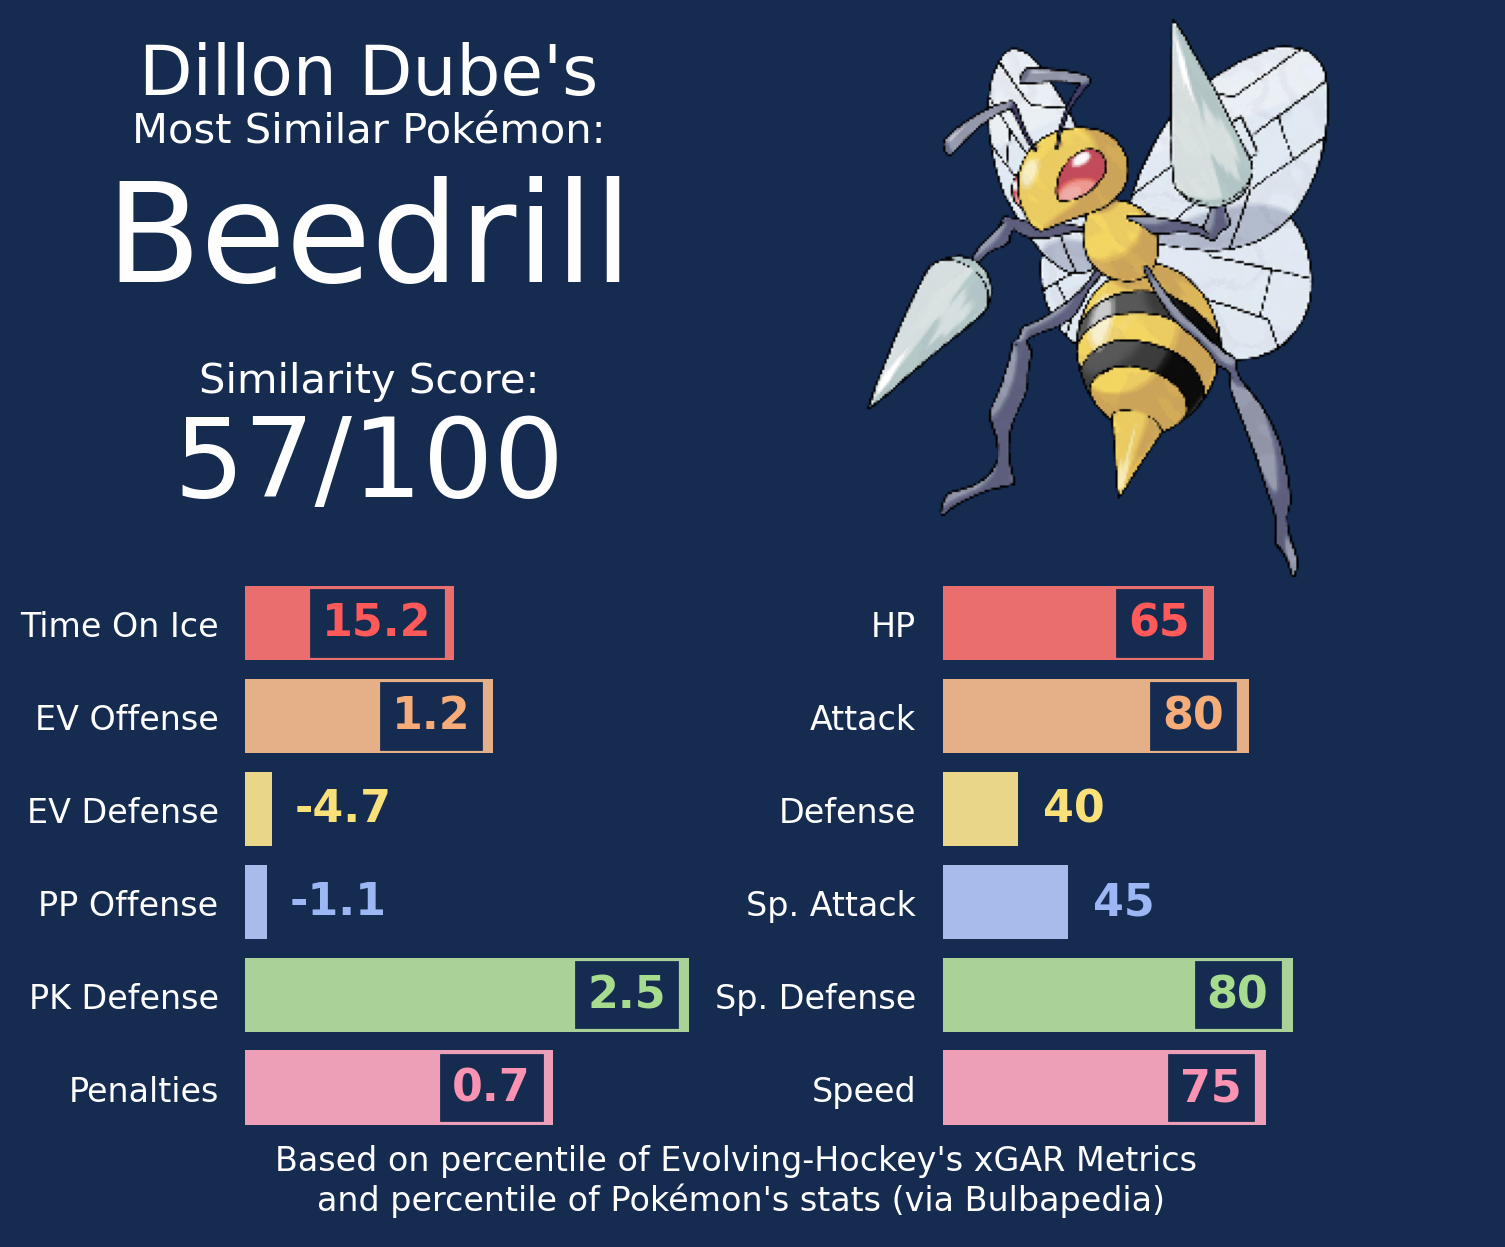 Dillon Dube's
Most Similar Pokémon:
Beedrill
Similarity Score:
57/100
Time On Ice 15.2
EV Offense 1.2
EV Defense -4.7
PP Offense -1.1
PK Defense 2.5
Penalties 0.7
HP 65
Attack 80
Defense 40
Sp. Attack 45
Sp. Defense 80
Speed 75
Based on percentile of Evolving-Hockey's xGAR Metrics
and percentile of Pokémon's stats (via Bulbapedia)